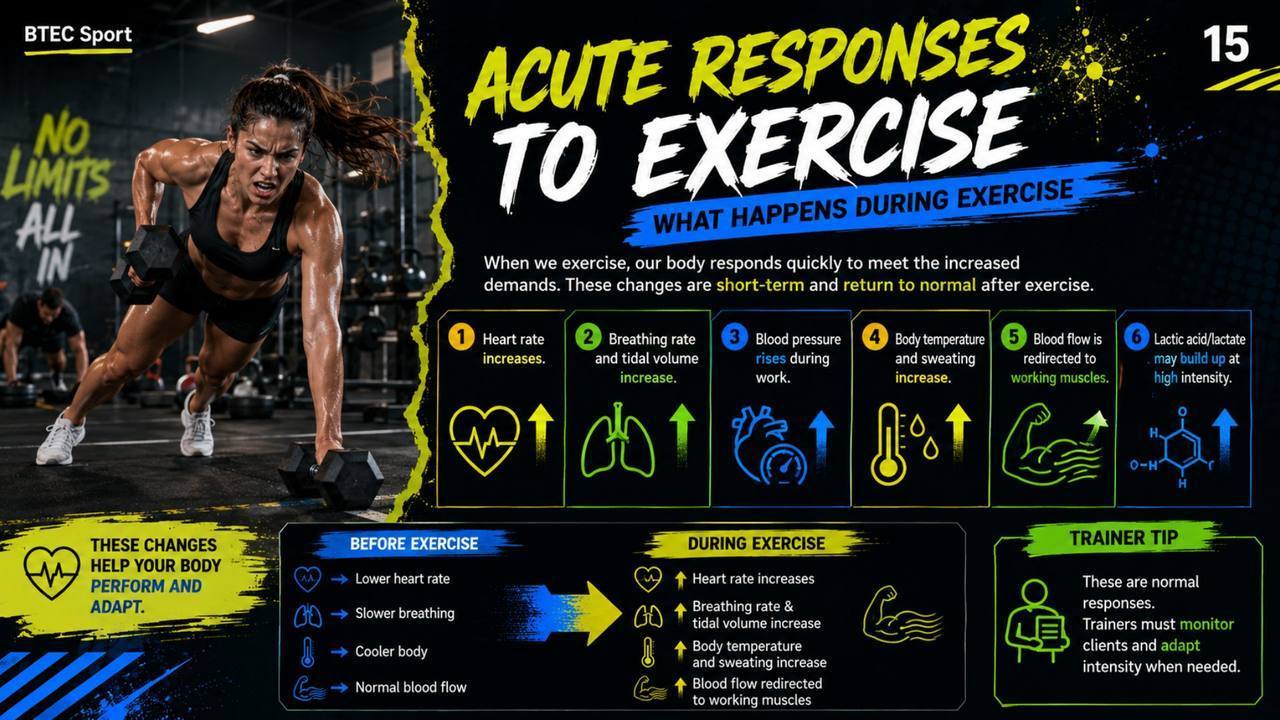 BTEC Sport
15
NO
LIMITS
ALL
IN
ACUTE RESPONSES
TO EXERCISE
WHAT HAPPENS DURING EXERCISE
When we exercise, our body responds quickly to meet the increased
demands. These changes are short-term and return to normal after exercise.
1 Heart rate
increases.
2 Breathing rate
and tidal volume
increase.
3 Blood pressure
rises during
work.
4 Body temperature
and sweating
increase.
5 Blood flow is
redirected to
working muscles.
6 Lactic acid/lactate
may build up at
high intensity.
O
H
O-H
H
r
THESE CHANGES
HELP YOUR BODY
PERFORM AND
ADAPT.
BEFORE EXERCISE
Lower heart rate
Slower breathing
Cooler body
Normal blood flow
DURING EXERCISE
Heart rate increases
Breathing rate &
tidal volume increase
Body temperature
and sweating increase
Blood flow redirected
to working muscles
TRAINER TIP
These are normal
responses.
Trainers must monitor
clients and adapt
intensity when needed.